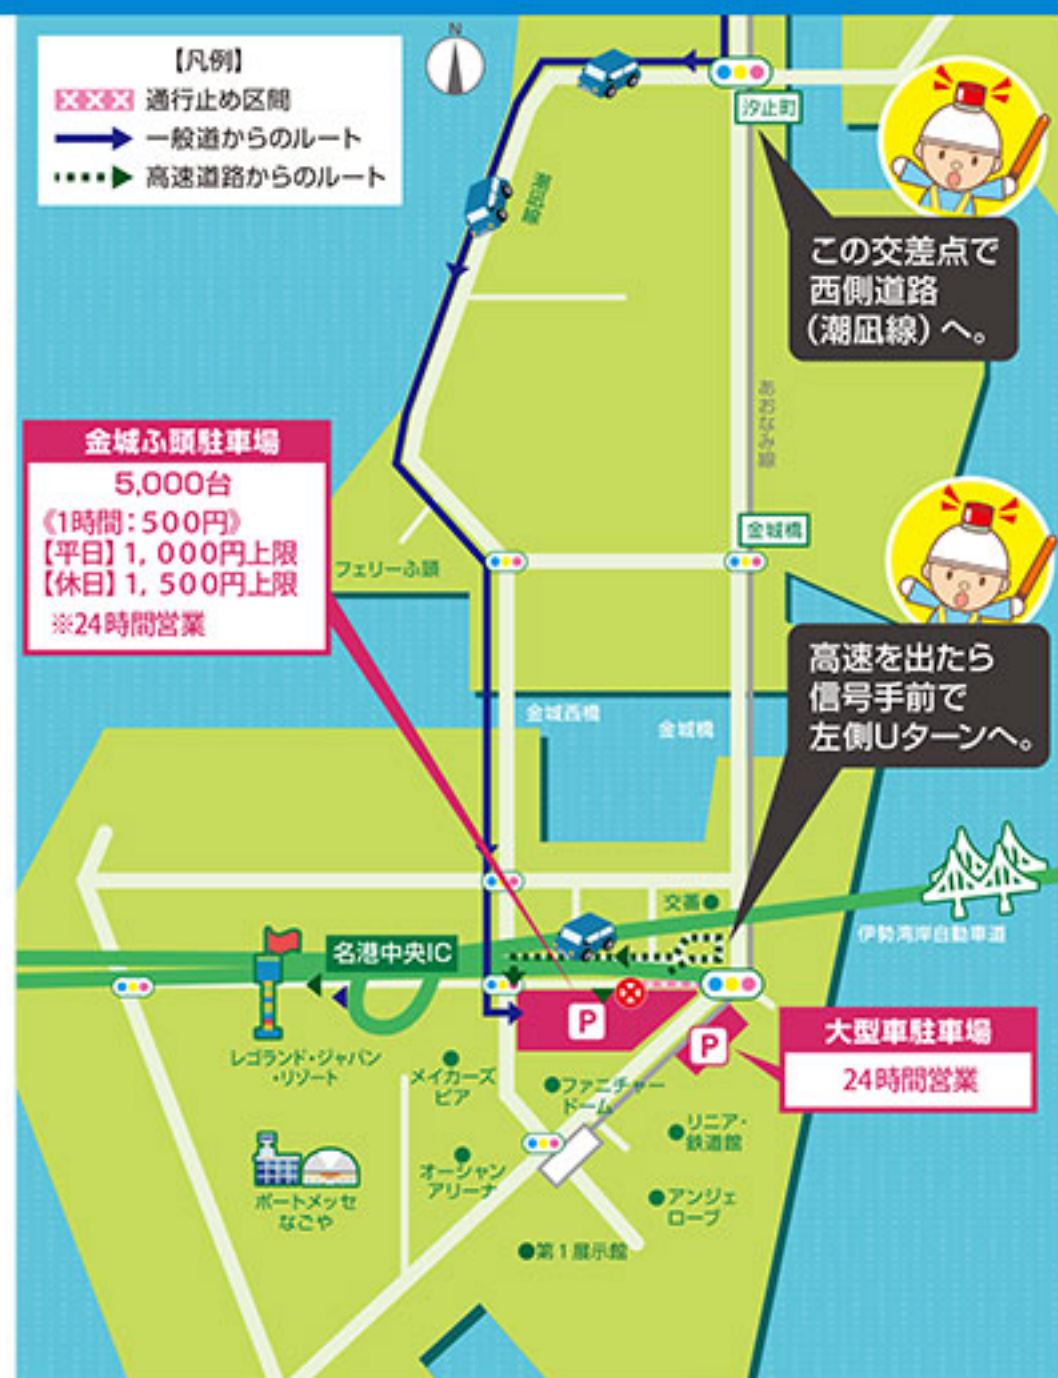 【凡例】
通行止め区間
一般道からのルート
高速道路からのルート
N
汐止町
この交差点で
西側道路
(潮凪線)へ。
潮凪線
あおなみ線
金城ふ頭駐車場
5,000台
《1時間:500円》
【平日】1,000円上限
【休日】1,500円上限
※24時間営業
フェリーふ頭
金城橋
高速を出たら
信号手前で
左側Uターンへ。
金城西橋
金城橋
交番
伊勢湾岸自動車道
名港中央IC
P
P
大型車駐車場
24時間営業
レゴランド・ジャパン
・リゾート
メイカーズ
ピア
ファニチャー
ドーム
リニア・
鉄道館
オーシャン
アリーナ
ポートメッセ
なごや
アンジェ
ローブ
第1展示館